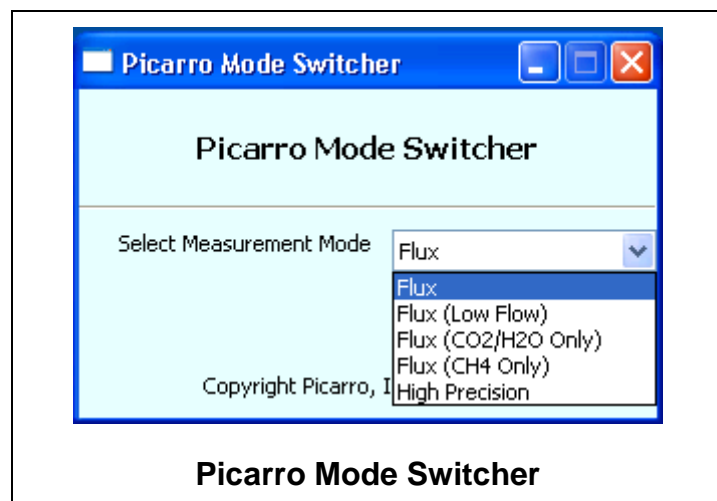 Picarro Mode Switcher
Picarro Mode Switcher
Select Measurement Mode
Flux
Flux
Flux (Low Flow)
Flux (CO2/H2O Only)
Flux (CH4 Only)
High Precision
Copyright Picarro, I
Picarro Mode Switcher